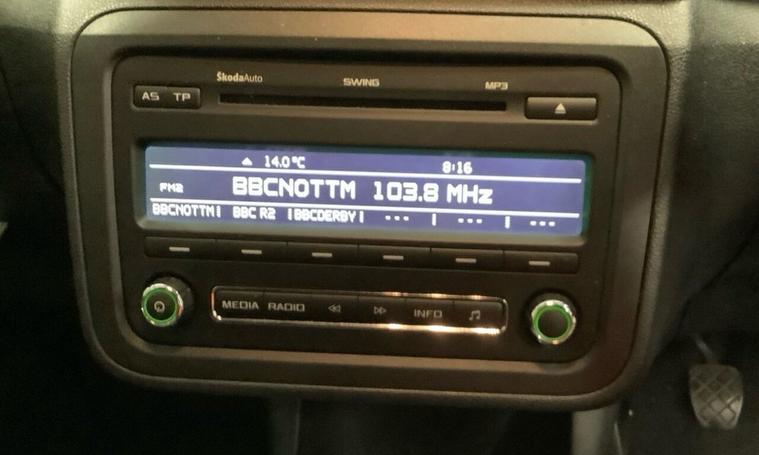 ŠkodaAuto SWING MP3
AS TP
14.0°C 8:16
FM2 BBCNOTTM 103.8 MHz
BBCNOTTM| BBC R2 |BBCDERBY| --- | --- | ---
MEDIA RADIO INFO